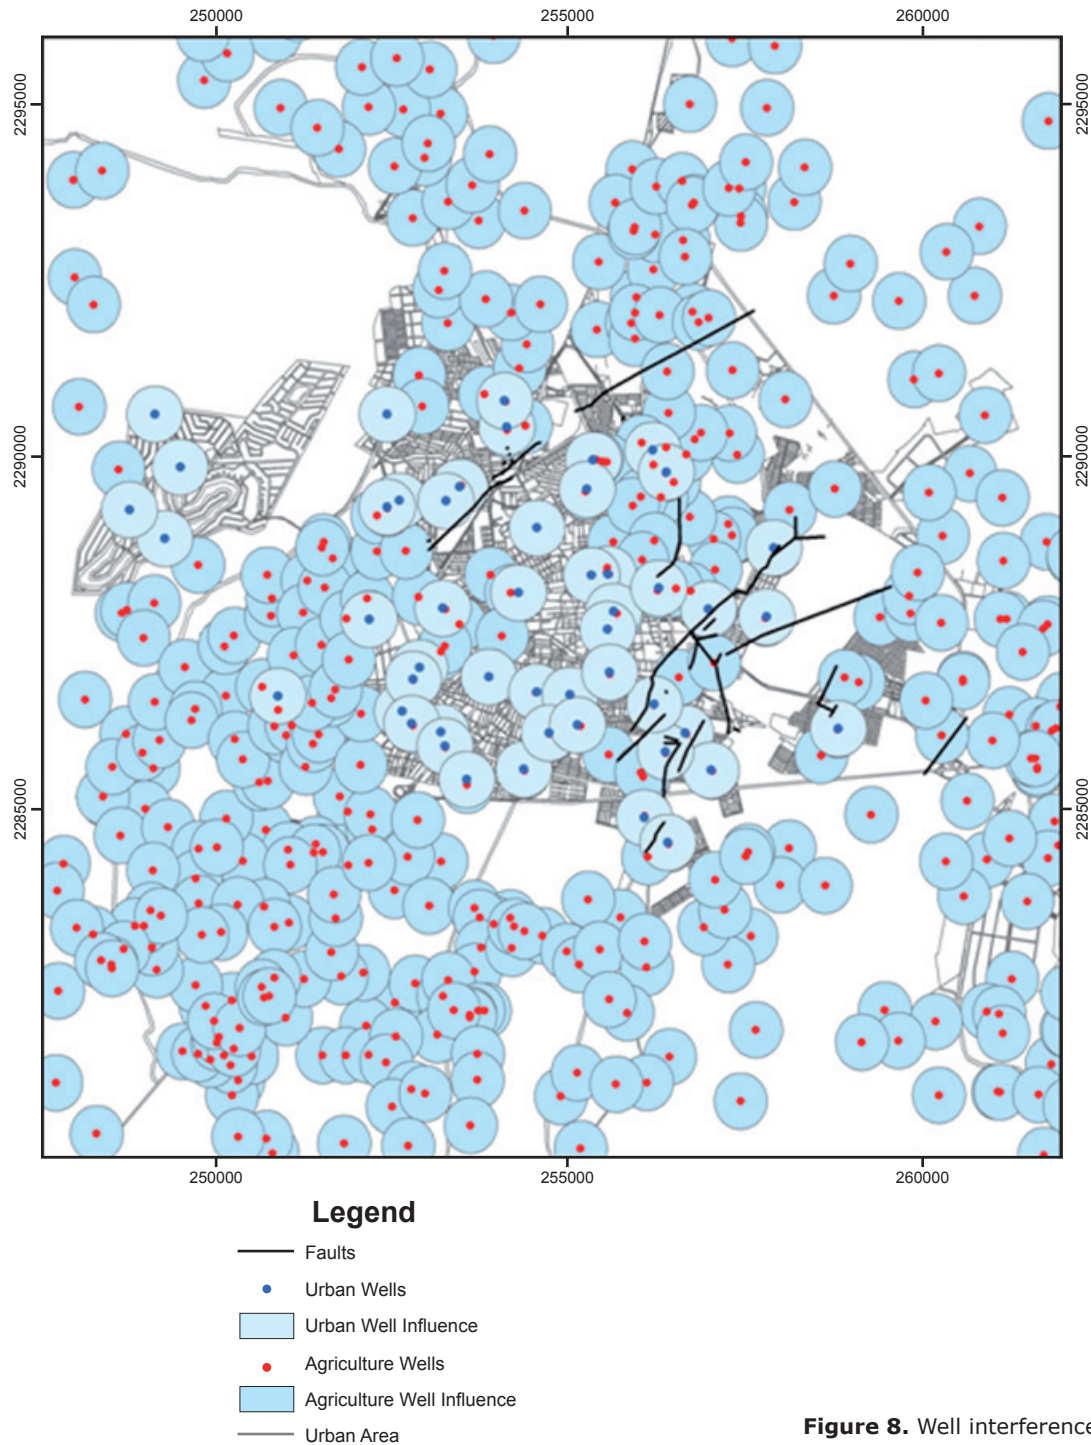 250000 255000 260000
2295000 2295000
2290000 2290000
2285000 2285000
250000 255000 260000
Legend
Faults
Urban Wells
Urban Well Influence
Agriculture Wells
Agriculture Well Influence
Urban Area
Figure 8. Well interference